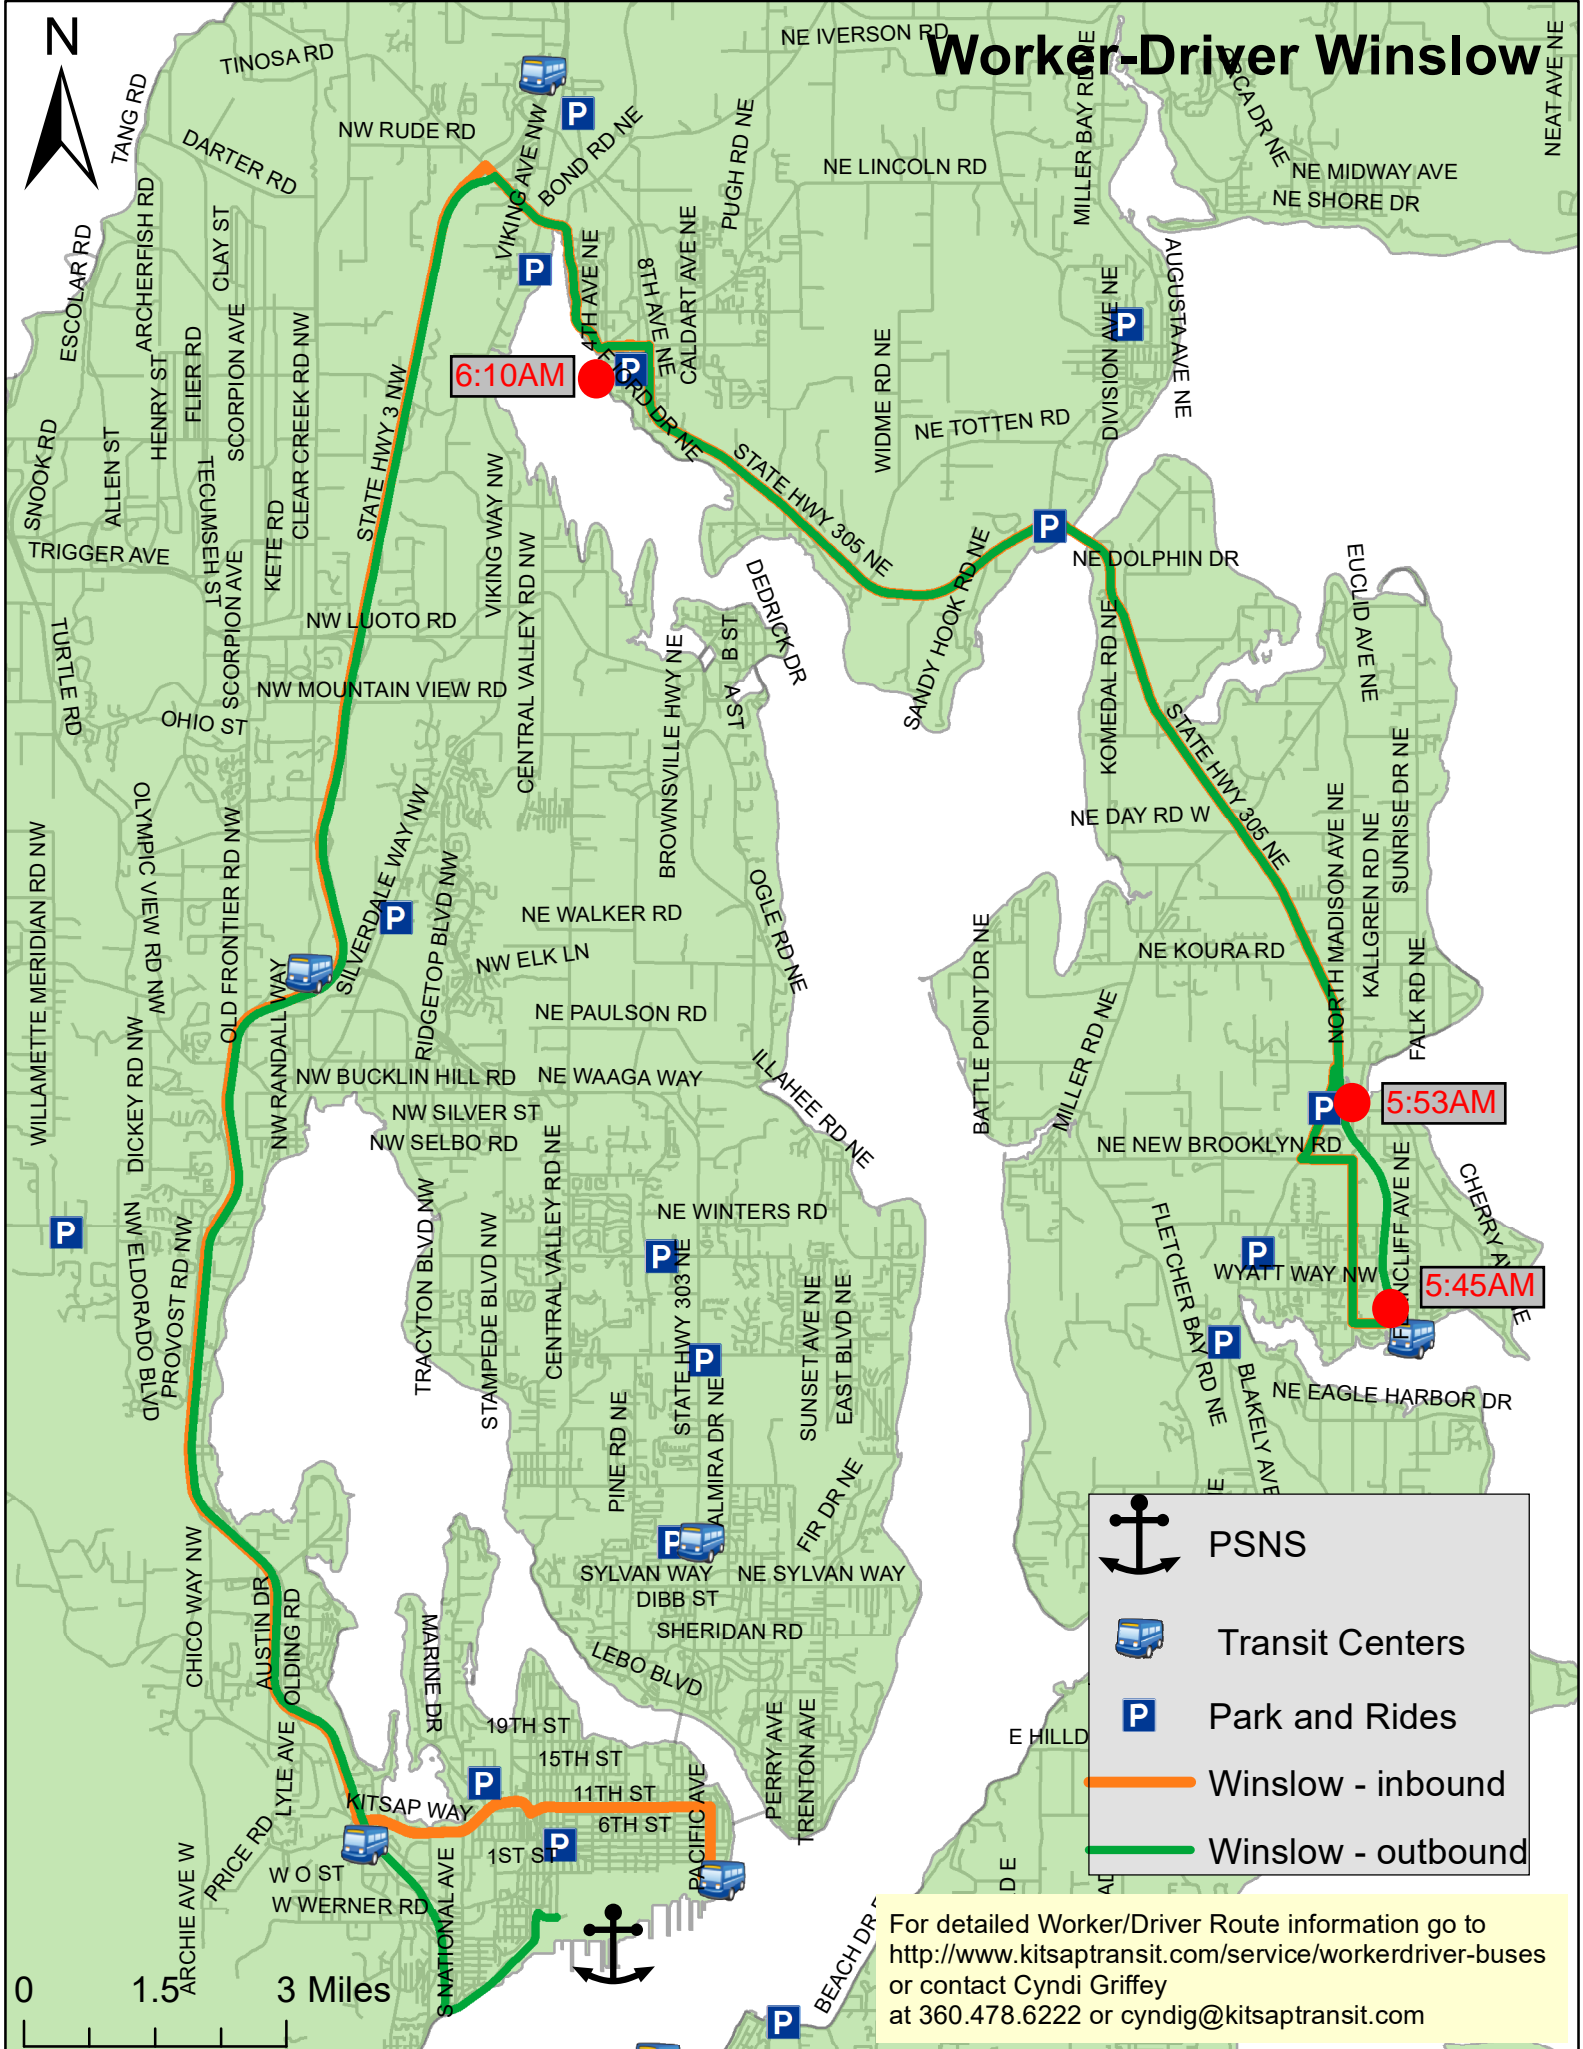 N
Worker-Driver Winslow
NE IVERSON RD
TINOSA RD
TANG RD
NW RUDE RD
DARTER RD
VIKING AVE NW
BOND RD NE
PUGH RD NE
NE LINCOLN RD
MILLER BAY RD NE
NE MIDWAY AVE
NE SHORE DR
NEAT AVE NE
ESCOLAR RD
ARCHERFISH RD
CLAY ST
HENRY ST
FLIER RD
SCORPION AVE
CLEAR CREEK RD NW
STATE HWY 3 NW
4TH AVE NE
8TH AVE NE
CALDART AVE NE
6:10AM
FJORD DR NE
WIDME RD NE
DIVISION AVE NE
AUGUSTA AVE NE
NE TOTTEN RD
STATE HWY 305 NE
SNOOK RD
ALLEN ST
TECUMSEH ST
KETE RD
TRIGGER AVE
SCORPION AVE
VIKING WAY NW
CENTRAL VALLEY RD NW
NW LUOTO RD
NW MOUNTAIN VIEW RD
OHIO ST
TURTLE RD
DEDRICK DR
B ST
A ST
BROWNSVILLE HWY NE
SANDY HOOK RD NE
NE DOLPHIN DR
KOMEDAL RD NE
EUCLID AVE NE
STATE HWY 305 NE
NE DAY RD W
NORTH MADISON AVE NE
KALLGREN RD NE
SUNRISE DR NE
WILLAMETTE MERIDIAN RD NW
OLYMPIC VIEW RD NW
OLD FRONTIER RD NW
SILVERDALE WAY NW
RIDGETOP BLVD NW
NE WALKER RD
NW ELK LN
OGLE RD NE
NE PAULSON RD
NW RANDALL WAY
DICKEY RD NW
NW BUCKLIN HILL RD
NE WAAGA WAY
NW SILVER ST
NW SELBO RD
ILLAHEE RD NE
BATTLE POINT DR NE
NE KOURA RD
MILLER RD NE
FALK RD NE
5:53AM
NE NEW BROOKLYN RD
CENTRAL VALLEY RD NE
NW ELDORADO BLVD
PROVOST RD NW
TRACYTON BLVD NW
STAMPEDE BLVD NW
NE WINTERS RD
STATE HWY 303 NE
SUNSET AVE NE
EAST BLVD NE
FLETCHER BAY RD NE
WYATT WAY NW
5:45AM
NE EAGLE HARBOR DR
BLAKELY AVE
PINE RD NE
ALMIRA DR NE
FIR DR NE
SYLVAN WAY
NE SYLVAN WAY
DIBB ST
SHERIDAN RD
LEBO BLVD
CHICO WAY NW
AUSTIN DR
OLDING RD
MARINE DR
19TH ST
15TH ST
11TH ST
6TH ST
1ST ST
PACIFIC AVE
PERRY AVE
TRENTON AVE
LYLE AVE
KITSAP WAY
PRICE RD
W O ST
W WERNER RD
ARCHIE AVE W
S NATIONAL AVE
E HILLD
BEACH DR E
PSNS
Transit Centers
P Park and Rides
Winslow - inbound
Winslow - outbound
For detailed Worker/Driver Route information go to
http://www.kitsaptransit.com/service/workerdriver-buses
or contact Cyndi Griffey
at 360.478.6222 or cyndig@kitsaptransit.com
0 1.5 3 Miles